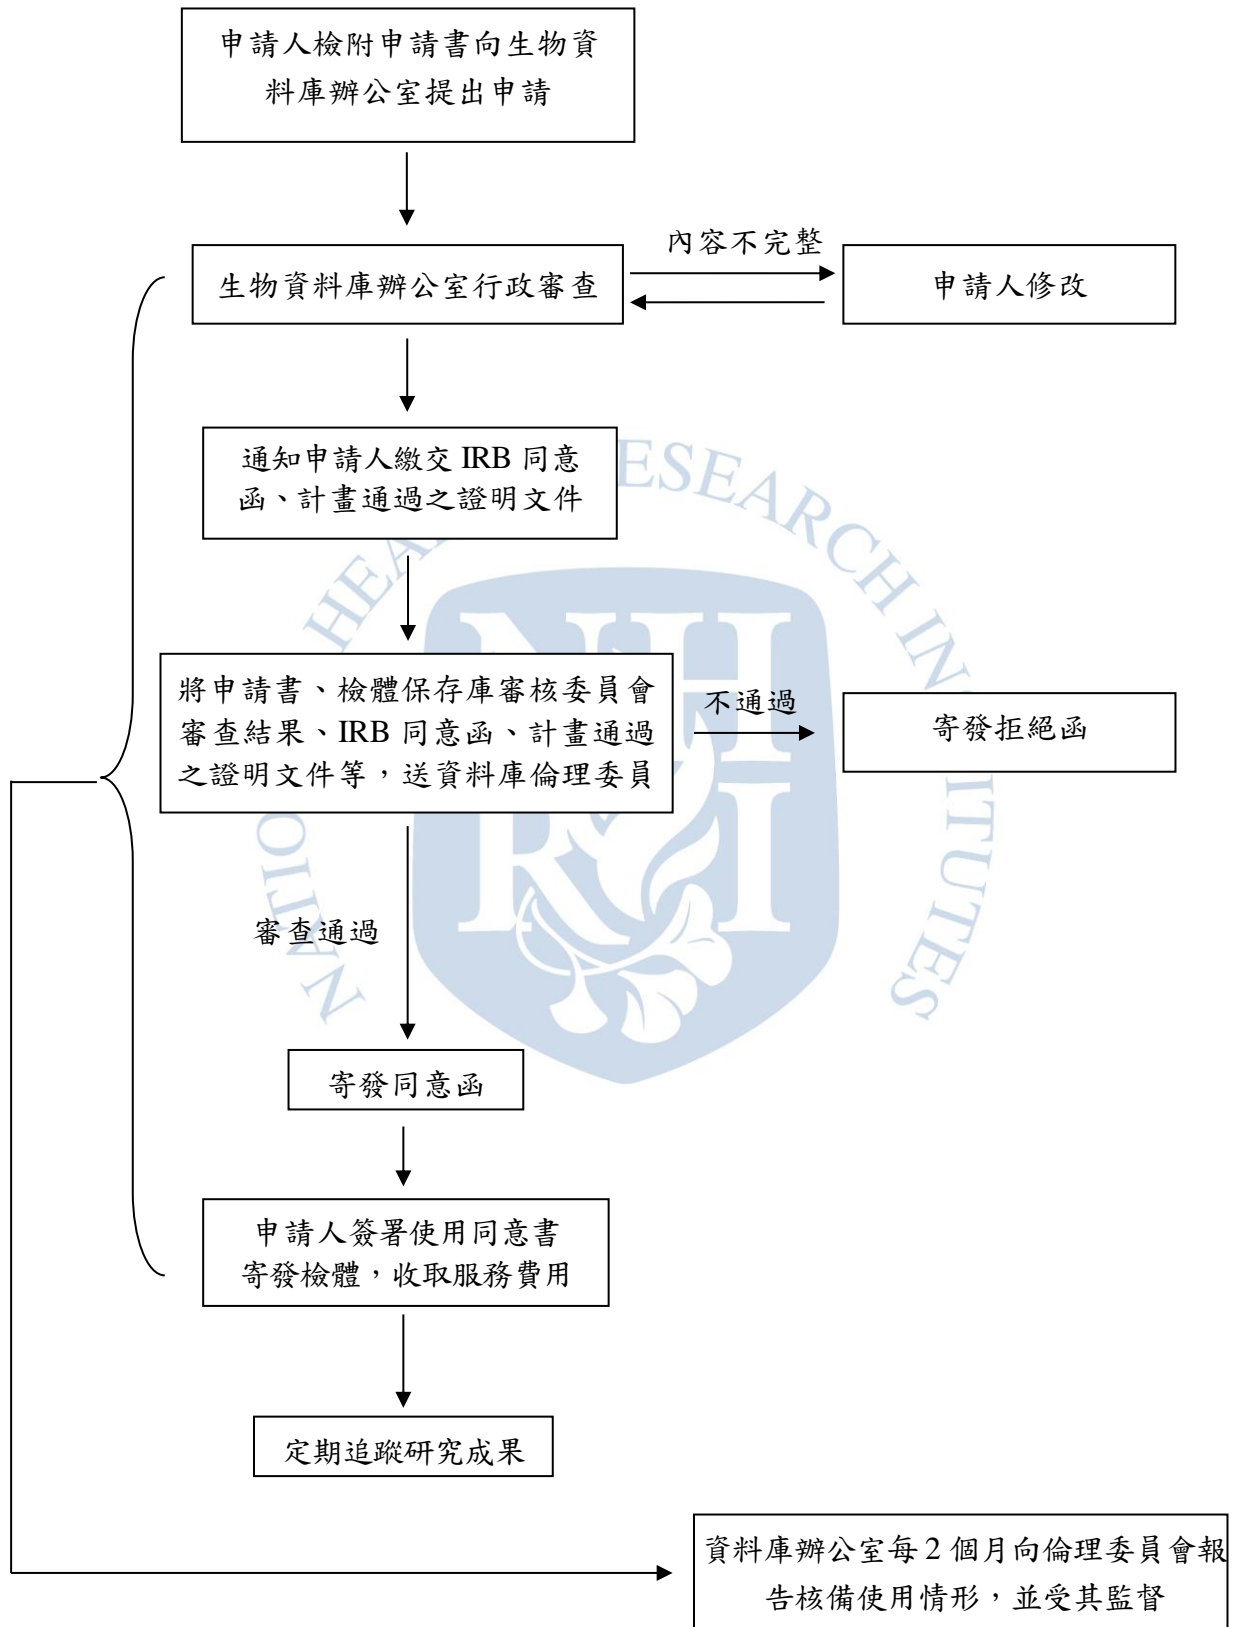 申請人檢附申請書向生物資
料庫辦公室提出申請
內容不完整
生物資料庫辦公室行政審查
申請人修改
通知申請人繳交 IRB 同意
函、計畫通過之證明文件
將申請書、檢體保存庫審核委員會
審查結果、IRB 同意函、計畫通過
之證明文件等，送資料庫倫理委員
不通過
寄發拒絕函
審查通過
寄發同意函
申請人簽署使用同意書
寄發檢體，收取服務費用
定期追蹤研究成果
資料庫辦公室每 2 個月向倫理委員會報
告核備使用情形，並受其監督
NHRI